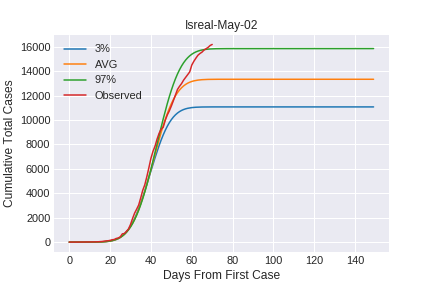 Isreal-May-02
3%
AVG
97%
Observed
Cumulative Total Cases
16000
14000
12000
10000
8000
6000
4000
2000
0
0 20 40 60 80 100 120 140
Days From First Case